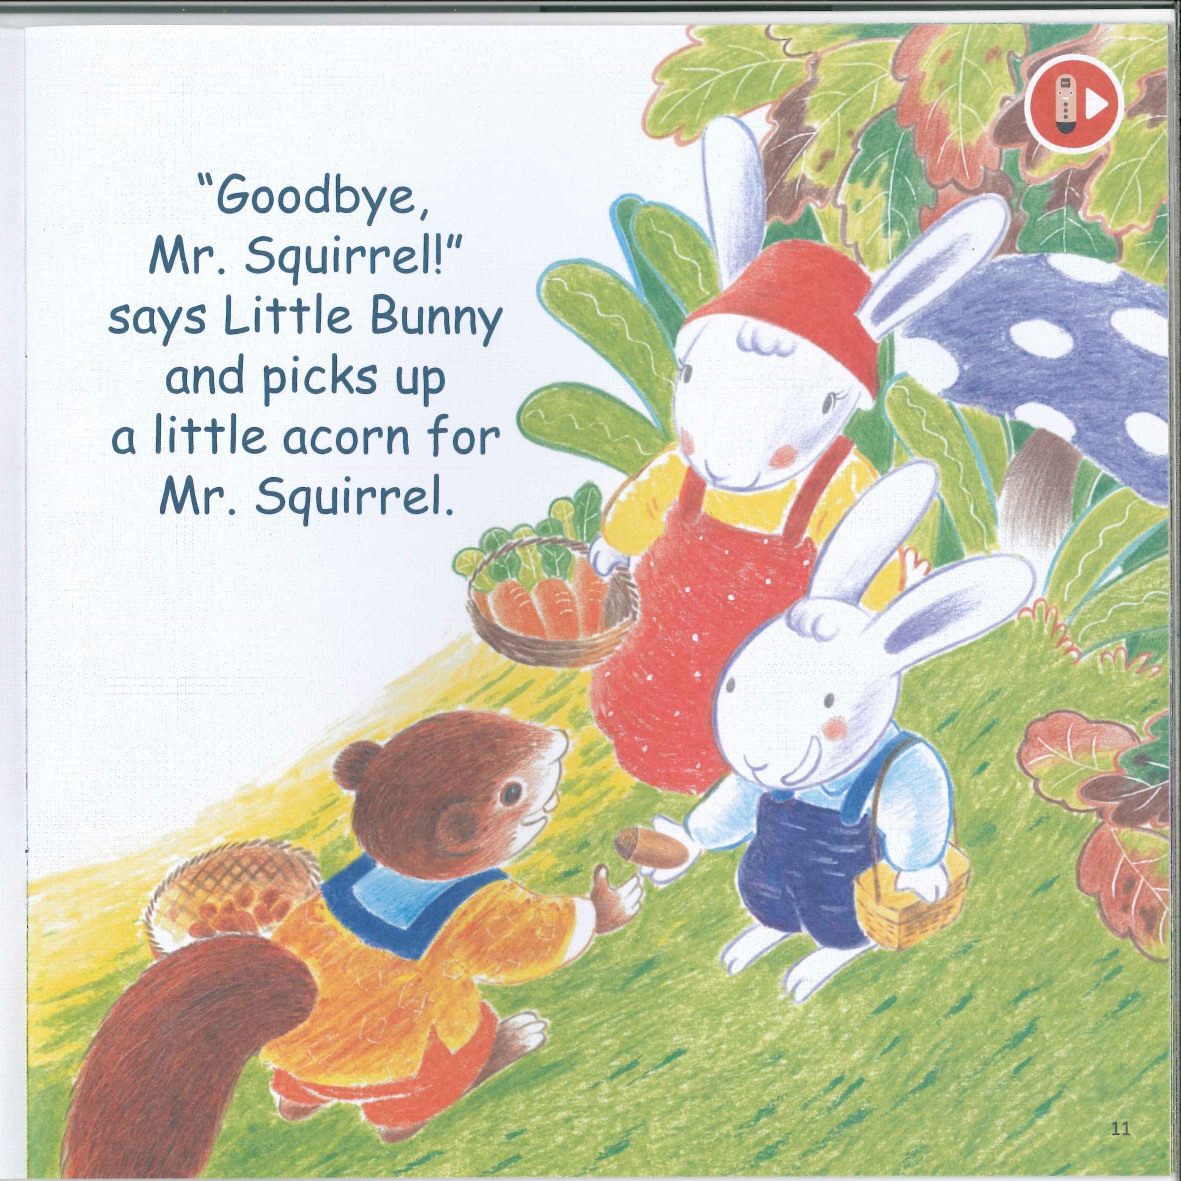 “Goodbye,
Mr. Squirrel!”
says Little Bunny
and picks up
a little acorn for
Mr. Squirrel.
11